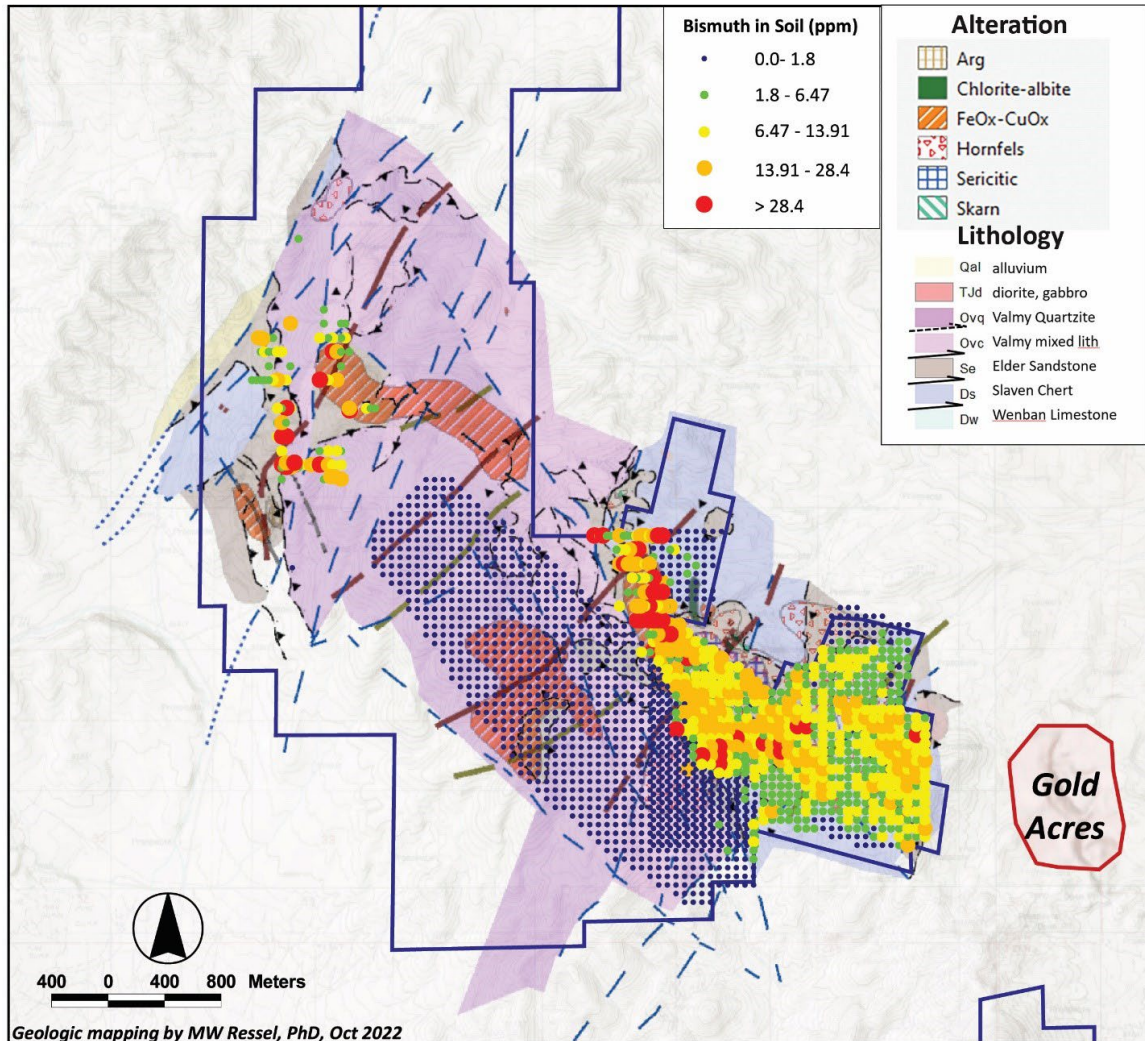 Bismuth in Soil (ppm)
0.0- 1.8
1.8 - 6.47
6.47 - 13.91
13.91 - 28.4
> 28.4
Alteration
Arg
Chlorite-albite
FeOx-CuOx
Hornfels
Sericitic
Skarn
Lithology
Qal alluvium
TJd diorite, gabbro
Ovq Valmy Quartzite
Ovc Valmy mixed lith
Se Elder Sandstone
Ds Slaven Chert
Dw Wenban Limestone
Gold
Acres
400 0 400 800 Meters
Geologic mapping by MW Ressel, PhD, Oct 2022